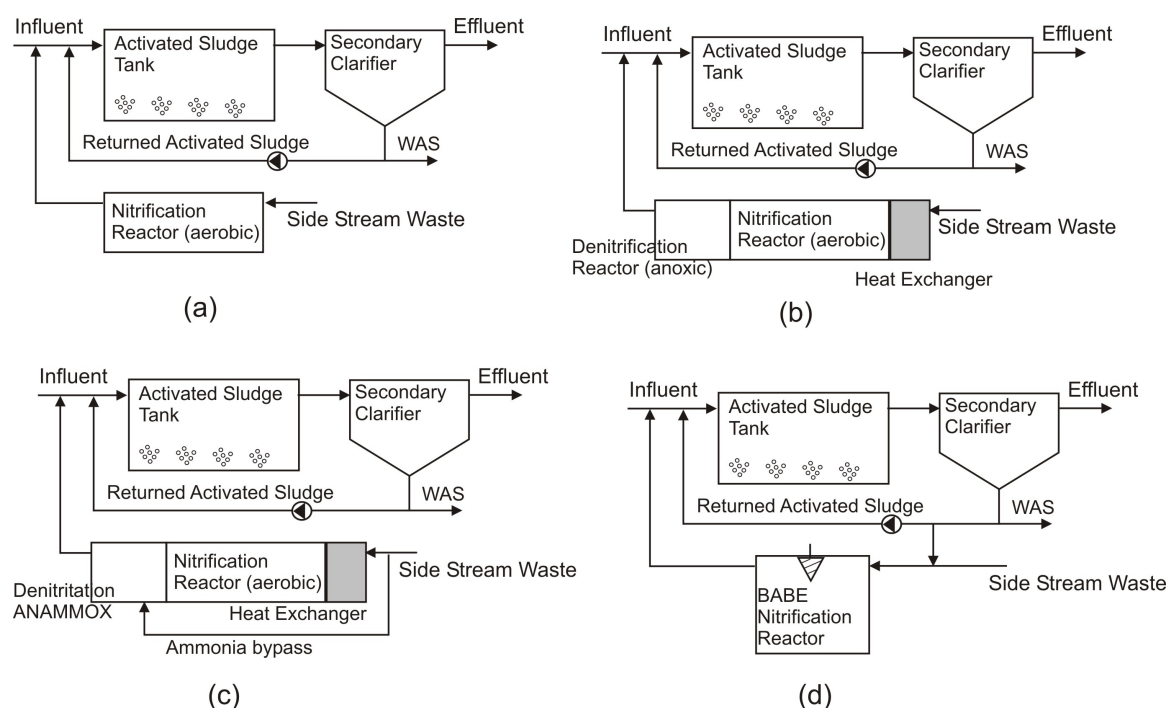 Influent
Effluent
Activated Sludge
Tank
Secondary
Clarifier
Returned Activated Sludge
WAS
Nitrification
Reactor (aerobic)
Side Stream Waste
(a)
Influent
Effluent
Activated Sludge
Tank
Secondary
Clarifier
Returned Activated Sludge
WAS
Denitrification
Reactor (anoxic)
Nitrification
Reactor (aerobic)
Side Stream Waste
Heat Exchanger
(b)
Influent
Effluent
Activated Sludge
Tank
Secondary
Clarifier
Returned Activated Sludge
WAS
Denitritation
ANAMMOX
Nitrification
Reactor (aerobic)
Side Stream Waste
Heat Exchanger
Ammonia bypass
(c)
Influent
Effluent
Activated Sludge
Tank
Secondary
Clarifier
Returned Activated Sludge
WAS
Side Stream Waste
BABE
Nitrification
Reactor
(d)